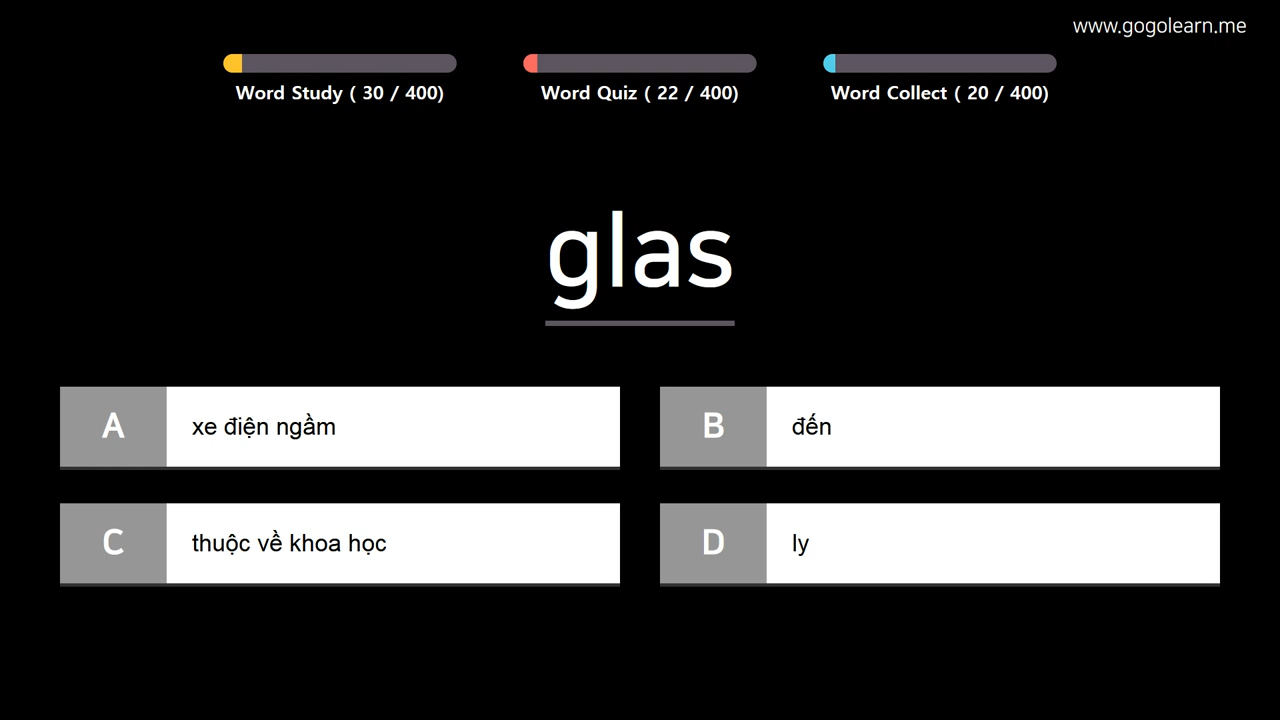 www.gogolearn.me
Word Study ( 30 / 400)
Word Quiz ( 22 / 400)
Word Collect ( 20 / 400)
glas
A
xe điện ngầm
B
đến
C
thuộc về khoa học
D
ly